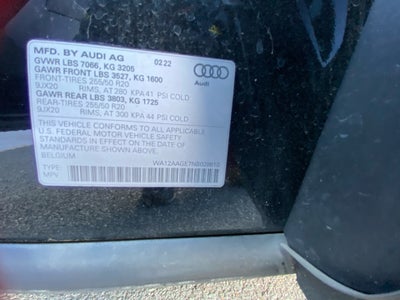 MFD. BY AUDI AG 02/22
GVWR LBS 7066, KG 3205
GAWR FRONT LBS 3527, KG 1600
FRONT-TIRES 255/50 R20
9JX20 RIMS, AT 280 KPA 41 PSI COLD
GAWR REAR LBS 3803, KG 1725
REAR-TIRES 255/50 R20
9JX20 RIMS, AT 300 KPA 44 PSI COLD
Audi
THIS VEHICLE CONFORMS TO ALL APPLICABLE
U.S. FEDERAL MOTOR VEHICLE SAFETY
STANDARDS IN EFFECT ON THE DATE OF
MANUFACTURE SHOWN ABOVE.
BELGIUM
TYPE:
MPV